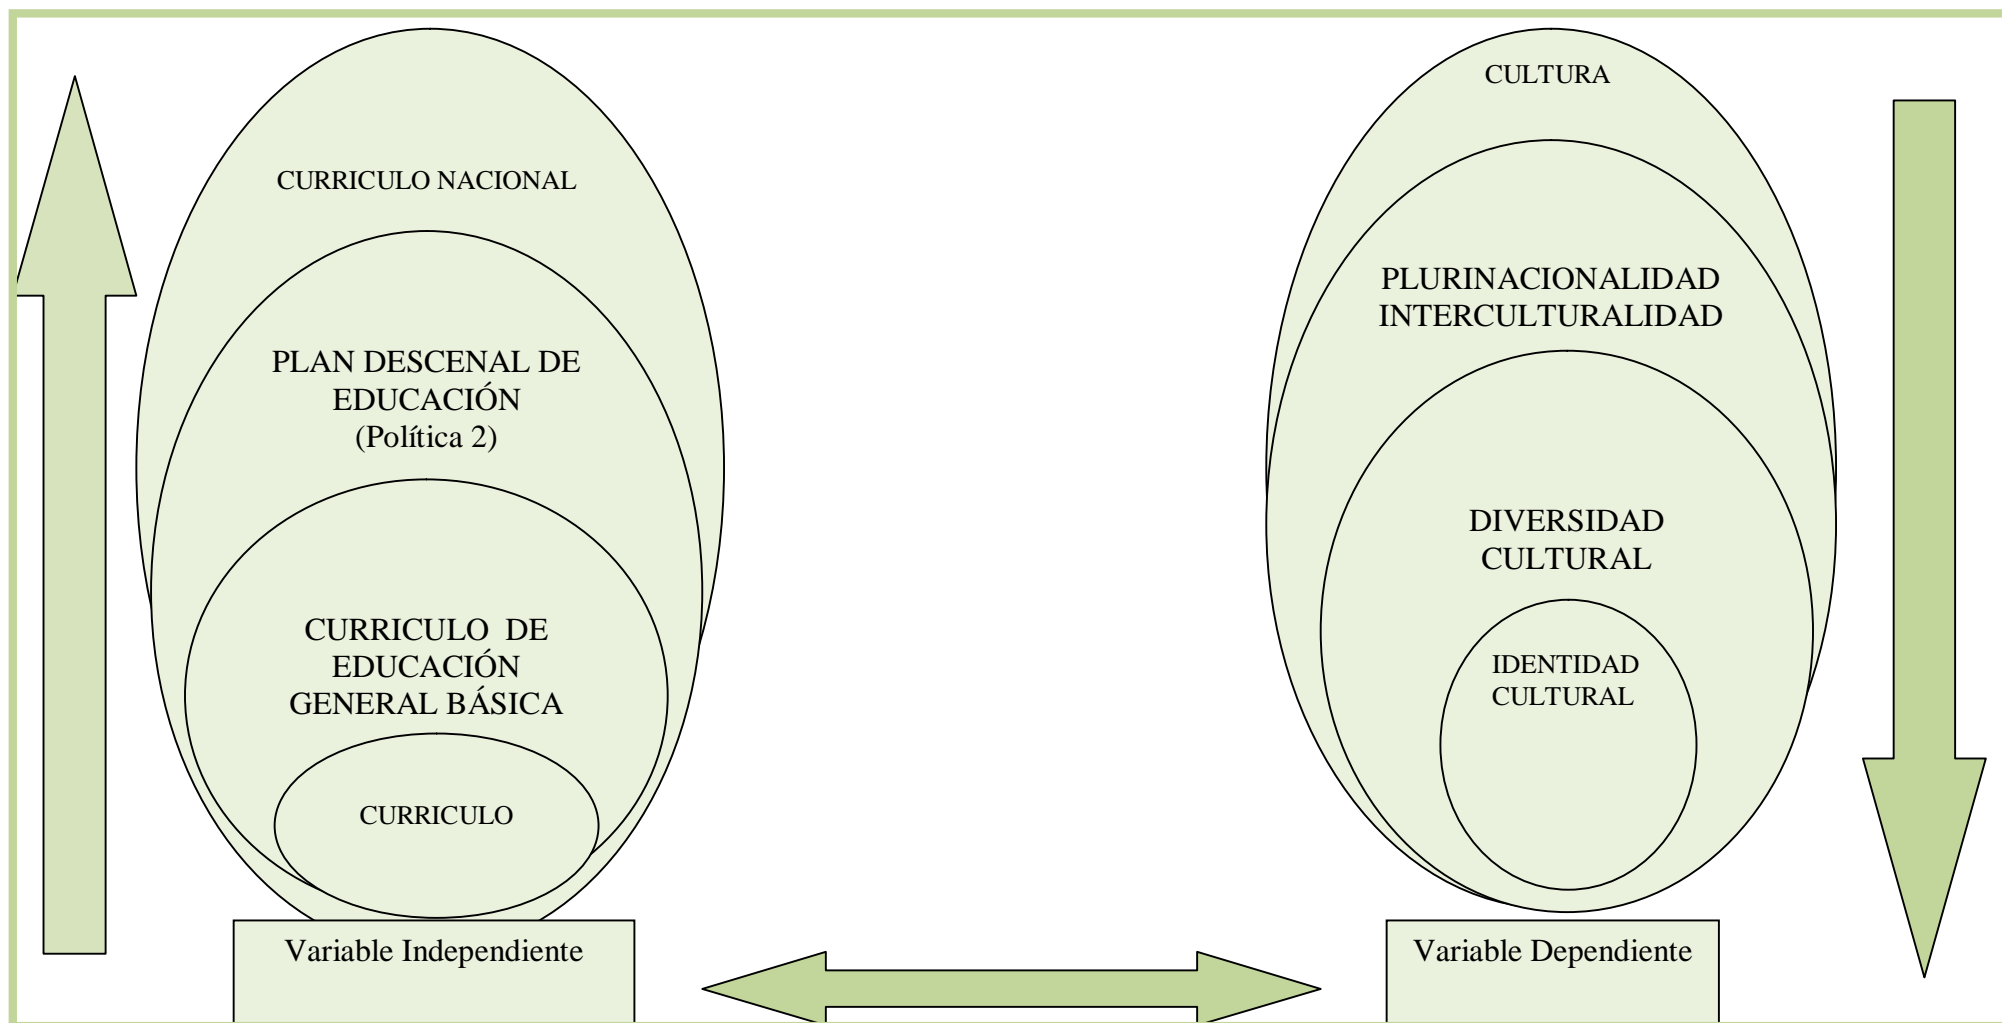 CURRICULO NACIONAL
PLAN DESCENAL DE
EDUCACIÓN
(Política 2)
CURRICULO  DE
EDUCACIÓN
GENERAL BÁSICA
CURRICULO
Variable Independiente
CULTURA
PLURINACIONALIDAD
INTERCULTURALIDAD
DIVERSIDAD
CULTURAL
IDENTIDAD
CULTURAL
Variable Dependiente